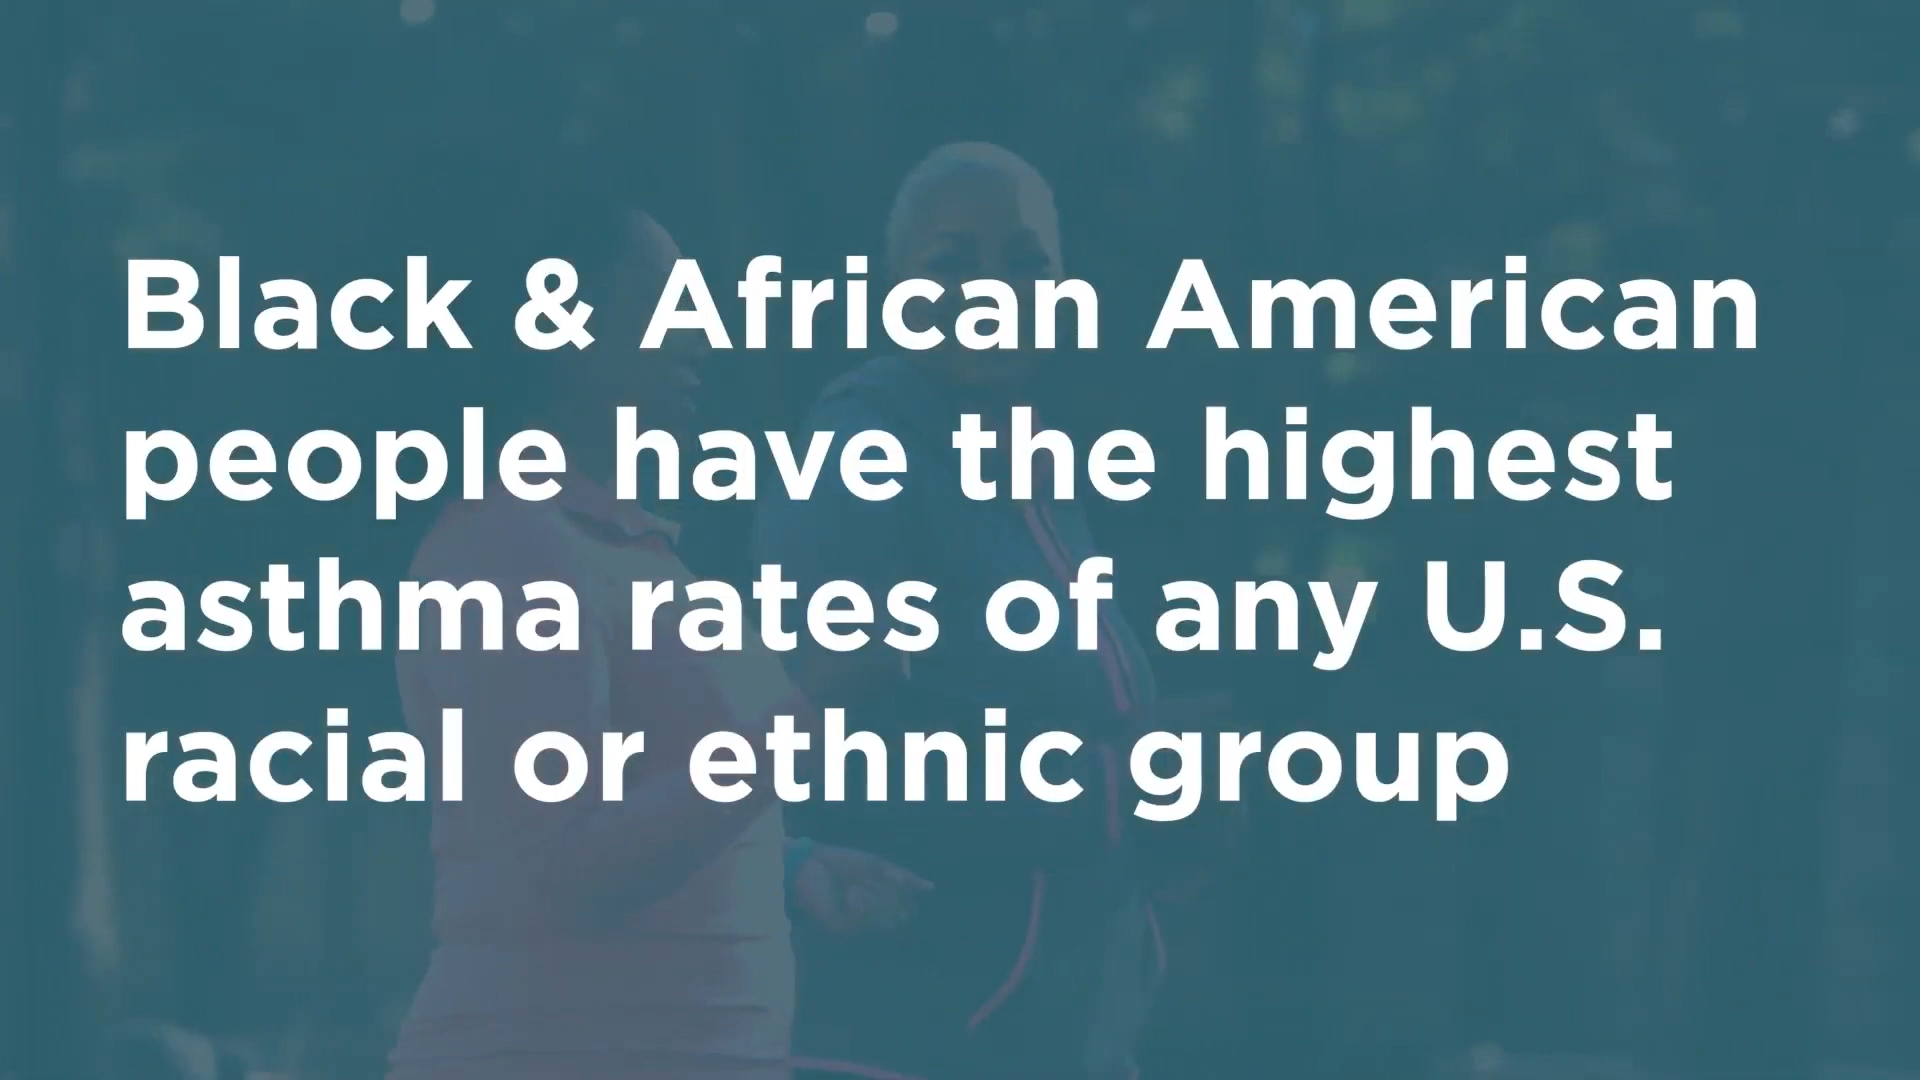 Black & African American
people have the highest
asthma rates of any U.S.
racial or ethnic group